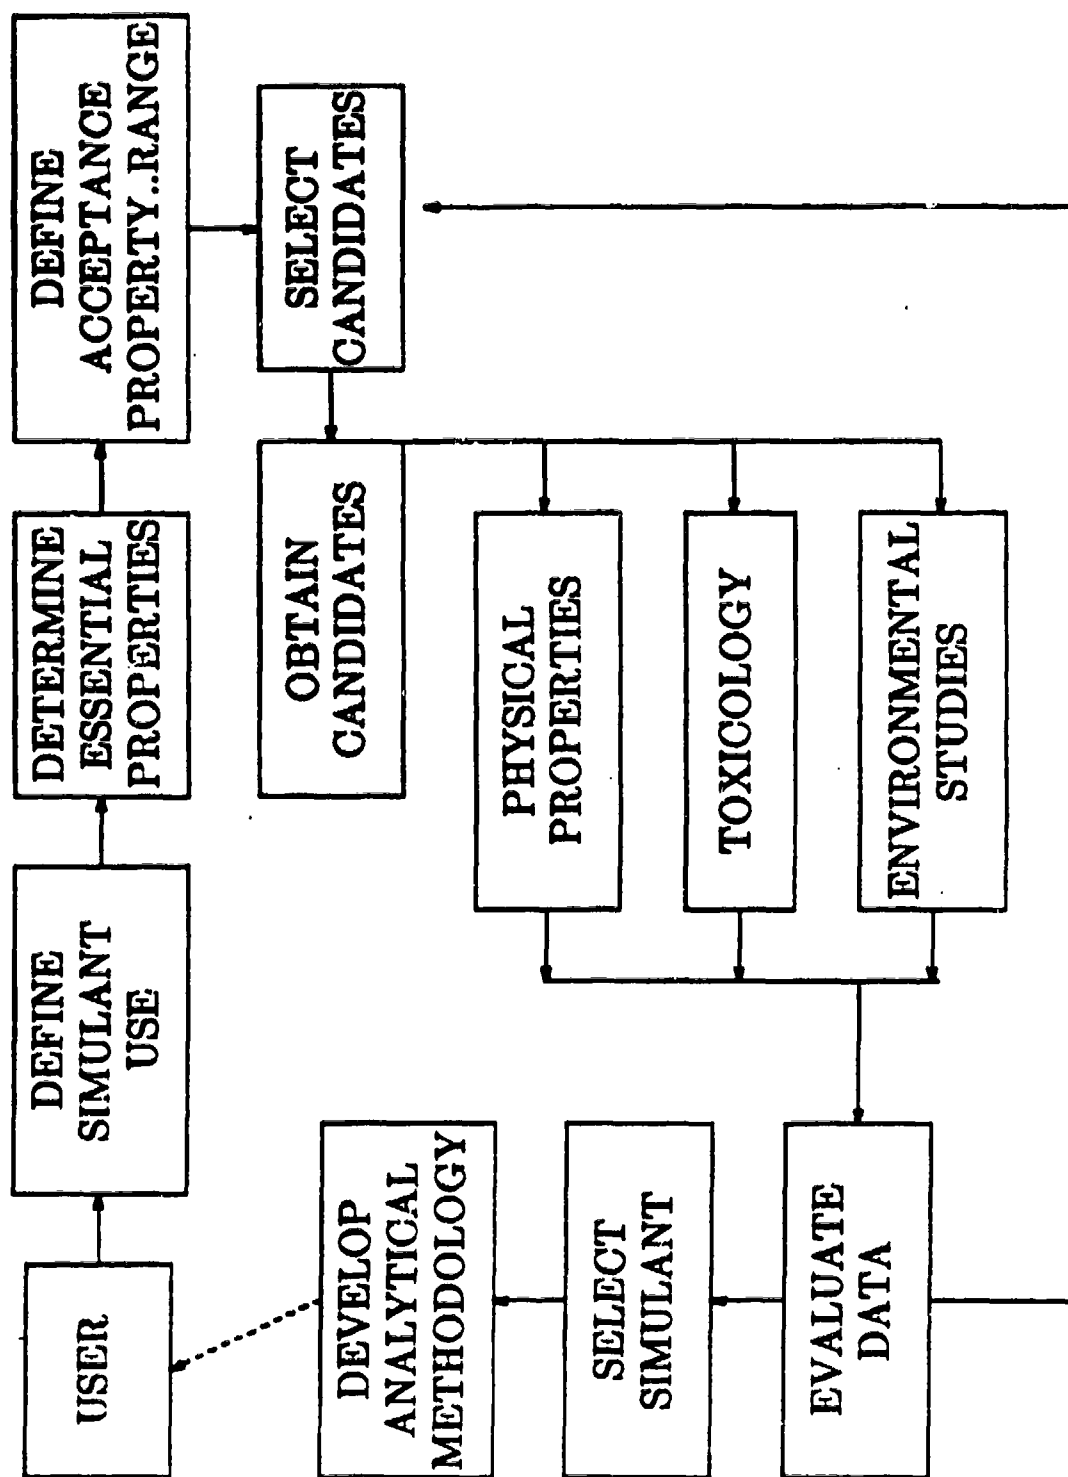 USER
DEFINE
SIMULANT
USE
DETERMINE
ESSENTIAL
PROPERTIES
DEFINE
ACCEPTANCE
PROPERTY..RANGE
SELECT
CANDIDATES
OBTAIN
CANDIDATES
PHYSICAL
PROPERTIES
TOXICOLOGY
ENVIRONMENTAL
STUDIES
EVALUATE
DATA
SELECT
SIMULANT
DEVELOP
ANALYTICAL
METHODOLOGY